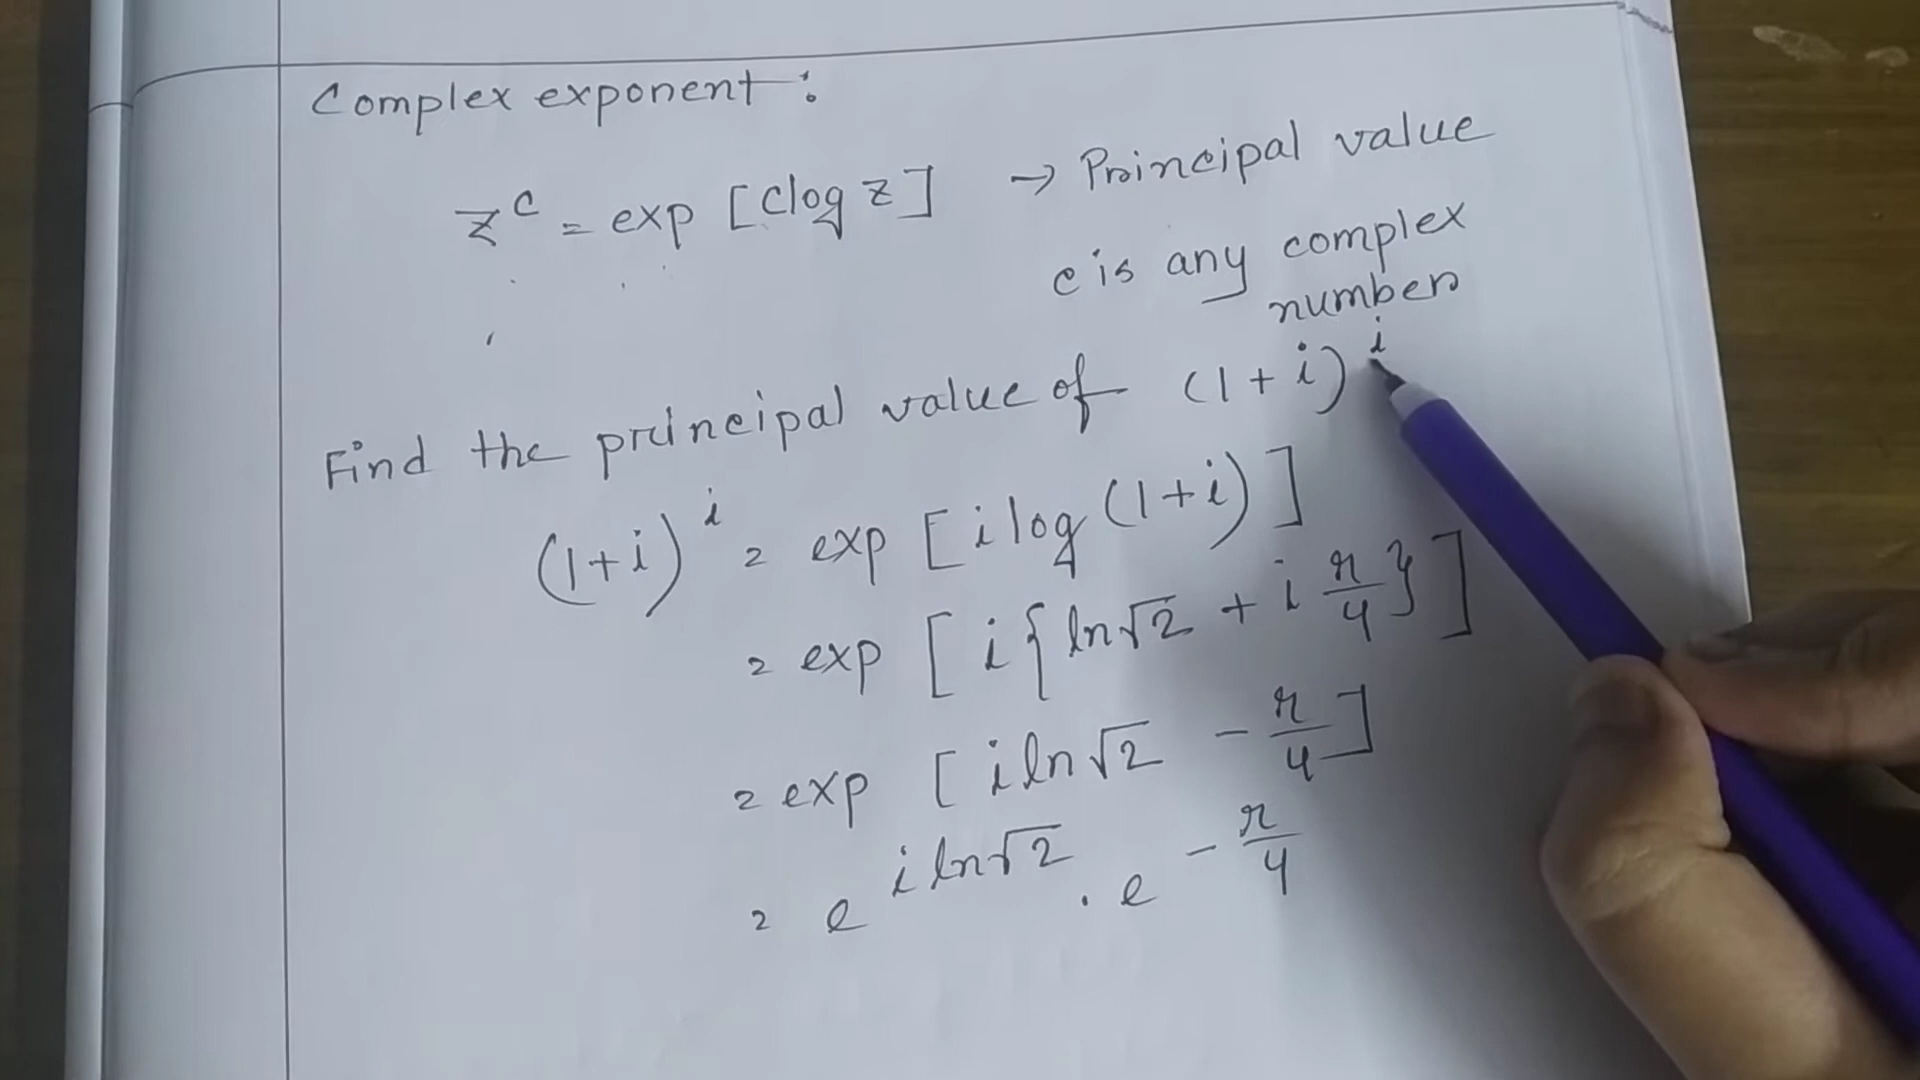 Complex exponent:
z^c = exp [c log z] → Principal value
c is any complex
number
Find the principal value of (1+i)^i
(1+i)^i = exp [i log (1+i)]
= exp [i {ln√2 + i π/4}]
= exp [i ln√2 - π/4]
= e^(i ln√2) . e^(-π/4)